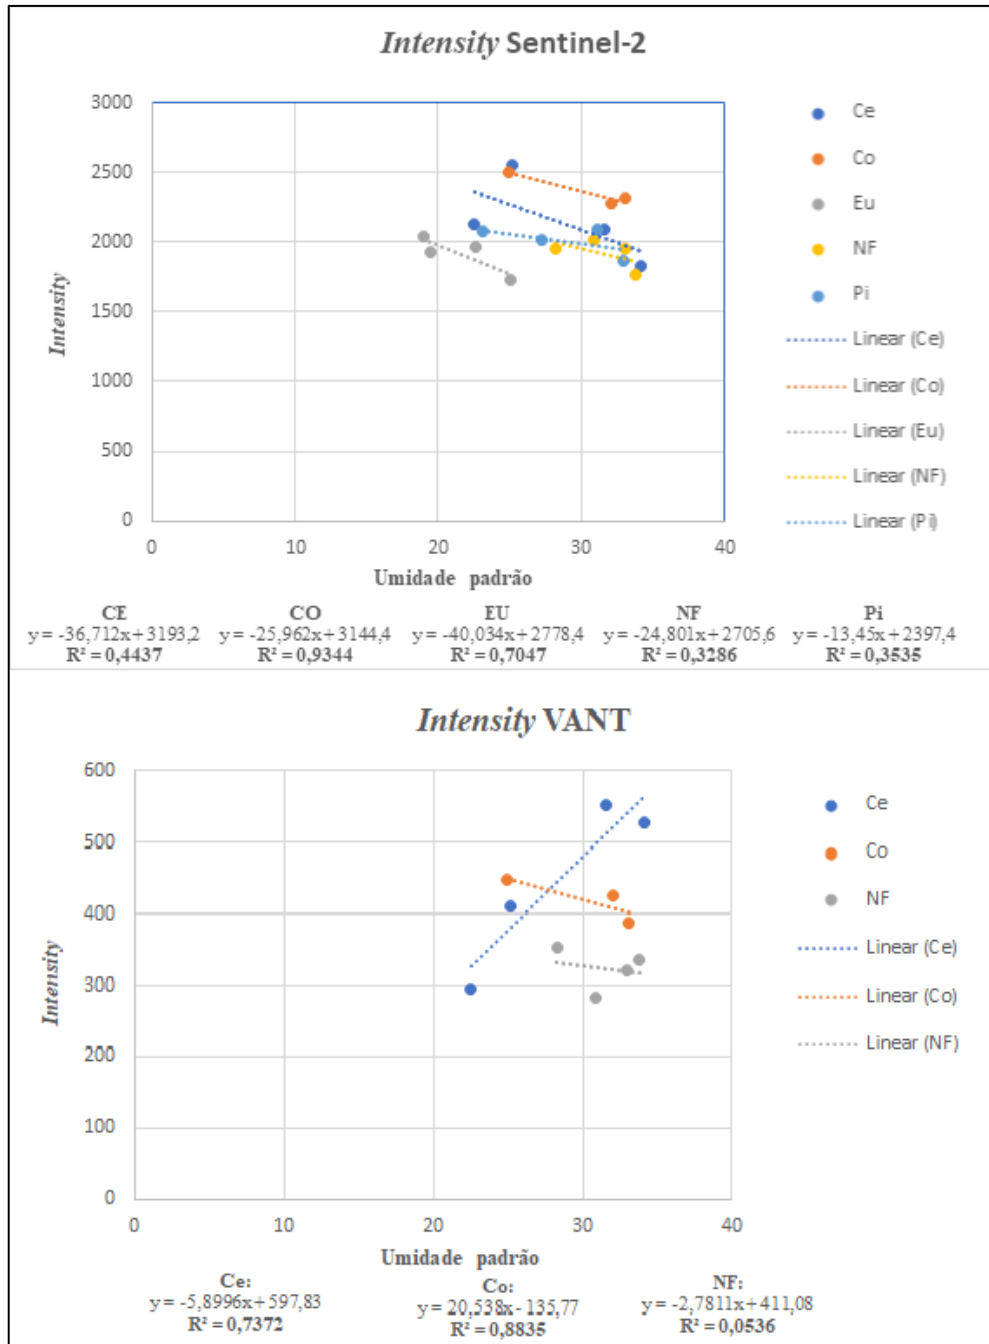 Intensity Sentinel-2
3000
2500
2000
1500
1000
500
0
Intensity
0 10 20 30 40
Umidade padrão
Ce
Co
Eu
NF
Pi
Linear (Ce)
Linear (Co)
Linear (Eu)
Linear (NF)
Linear (Pi)
CE CO EU NF Pi
y = -36,712x + 3193,2 y = -25,962x + 3144,4 y = -40,034x + 2778,4 y = -24,801x + 2705,6 y = -13,45x + 2397,4
R² = 0,4437 R² = 0,9344 R² = 0,7047 R² = 0,3286 R² = 0,3535
Intensity VANT
600
500
400
300
200
100
0
Intensity
0 10 20 30 40
Umidade padrão
Ce
Co
NF
Linear (Ce)
Linear (Co)
Linear (NF)
Ce: Co: NF:
y = -5,8996x + 597,83 y = 20,538x - 135,77 y = -2,7811x + 411,08
R² = 0,7372 R² = 0,8835 R² = 0,0536